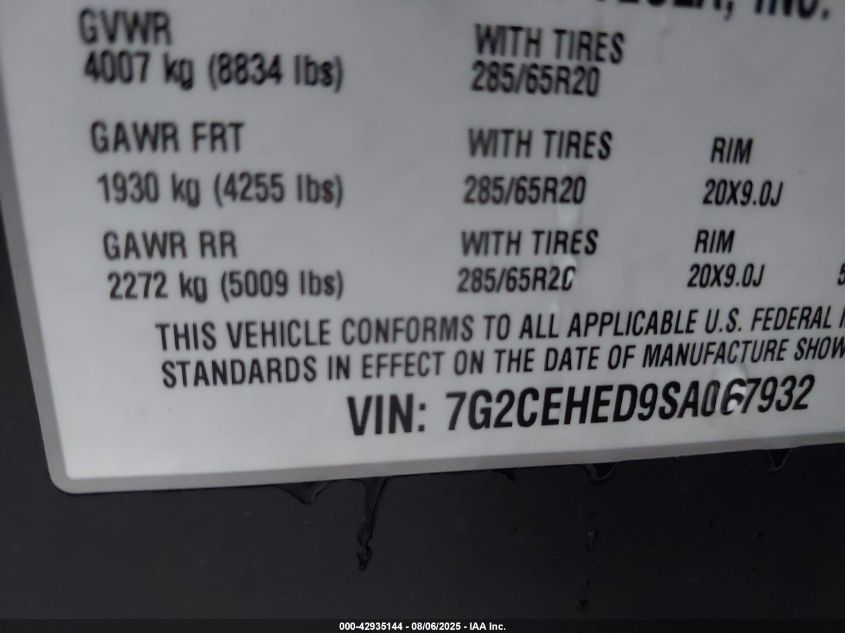 INC.
GVWR
4007 kg (8834 lbs)
WITH TIRES
285/65R20
GAWR FRT
1930 kg (4255 lbs)
WITH TIRES
285/65R20
RIM
20X9.0J
GAWR RR
2272 kg (5009 lbs)
WITH TIRES
285/65R20
RIM
20X9.0J
THIS VEHICLE CONFORMS TO ALL APPLICABLE U.S. FEDERAL
STANDARDS IN EFFECT ON THE DATE OF MANUFACTURE SHOW
VIN: 7G2CEHED9SA067932
000-42935144 - 08/06/2025 - IAA Inc.